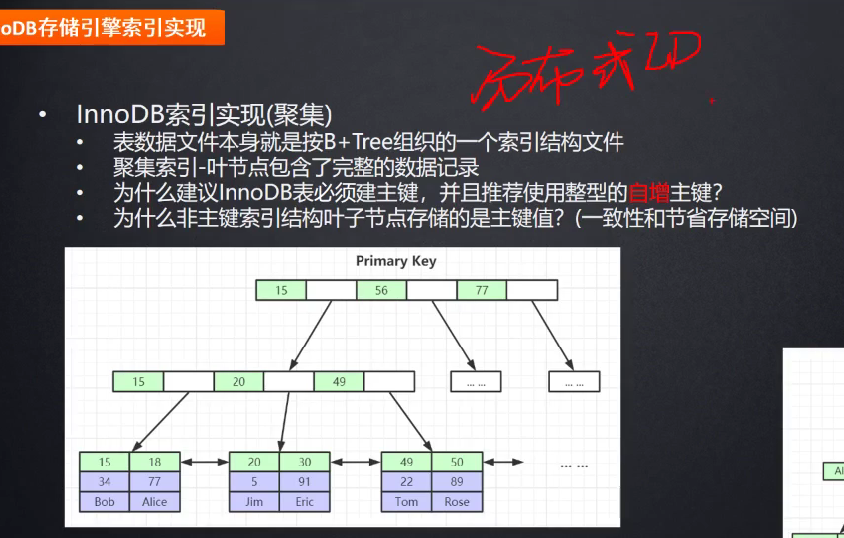 oDB存储引擎索引实现
分布式ID
InnoDB索引实现(聚集)
表数据文件本身就是按B+Tree组织的一个索引结构文件
聚集索引-叶节点包含了完整的数据记录
为什么建议InnoDB表必须建主键，并且推荐使用整型的自增主键？
为什么非主键索引结构叶子节点存储的是主键值？(一致性和节省存储空间)
Primary Key
15 56 77
15 20 49 ... ... ... ...
15 18 20 30 49 50 ... ...
34 77 5 91 22 89
Bob Alice Jim Eric Tom Rose
Al